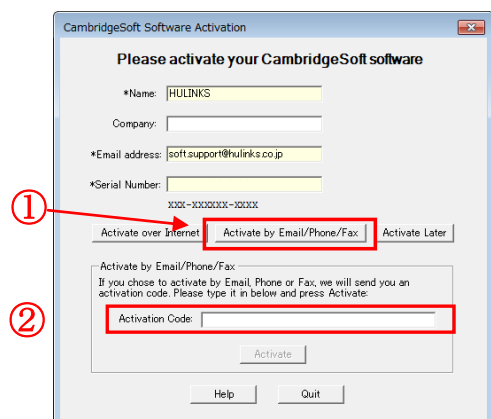 CambridgeSoft Software Activation
Please activate your CambridgeSoft software
*Name: HULINKS
Company:
*Email address: soft.support@hulinks.co.jp
*Serial Number:
xxx-xxxxxx-xxxx
①
Activate over Internet Activate by Email/Phone/Fax Activate Later
Activate by Email/Phone/Fax
If you chose to activate by Email, Phone or Fax, we will send you an
activation code. Please type it in below and press Activate:
② Activation Code:
Activate
Help Quit